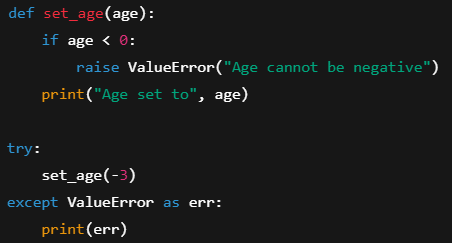 def set_age(age):
    if age < 0:
        raise ValueError("Age cannot be negative")
    print("Age set to", age)

try:
    set_age(-3)
except ValueError as err:
    print(err)